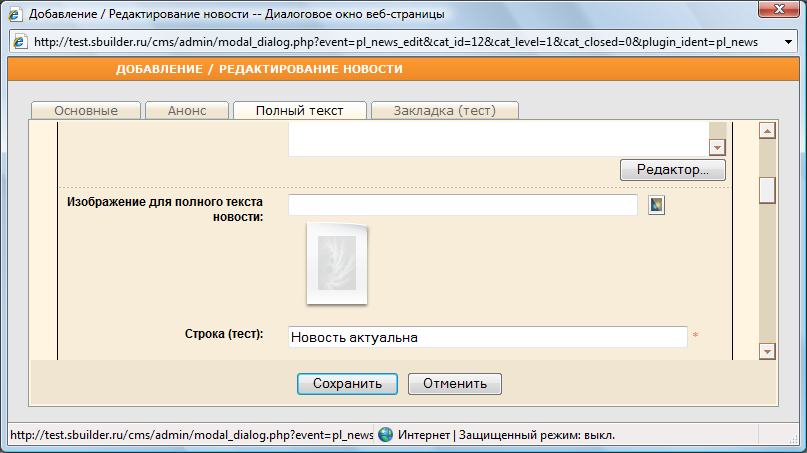 Добавление / Редактирование новости -- Диалоговое окно веб-страницы
http://test.sbuilder.ru/cms/admin/modal_dialog.php?event=pl_news_edit&cat_id=12&cat_level=1&cat_closed=0&plugin_ident=pl_news
ДОБАВЛЕНИЕ / РЕДАКТИРОВАНИЕ НОВОСТИ
Основные Анонс Полный текст Закладка (тест)
Редактор...
Изображение для полного текста
новости:
Строка (тест): Новость актуальна *
Сохранить Отменить
http://test.sbuilder.ru/cms/admin/modal_dialog.php?event=pl_news Интернет | Защищенный режим: выкл.